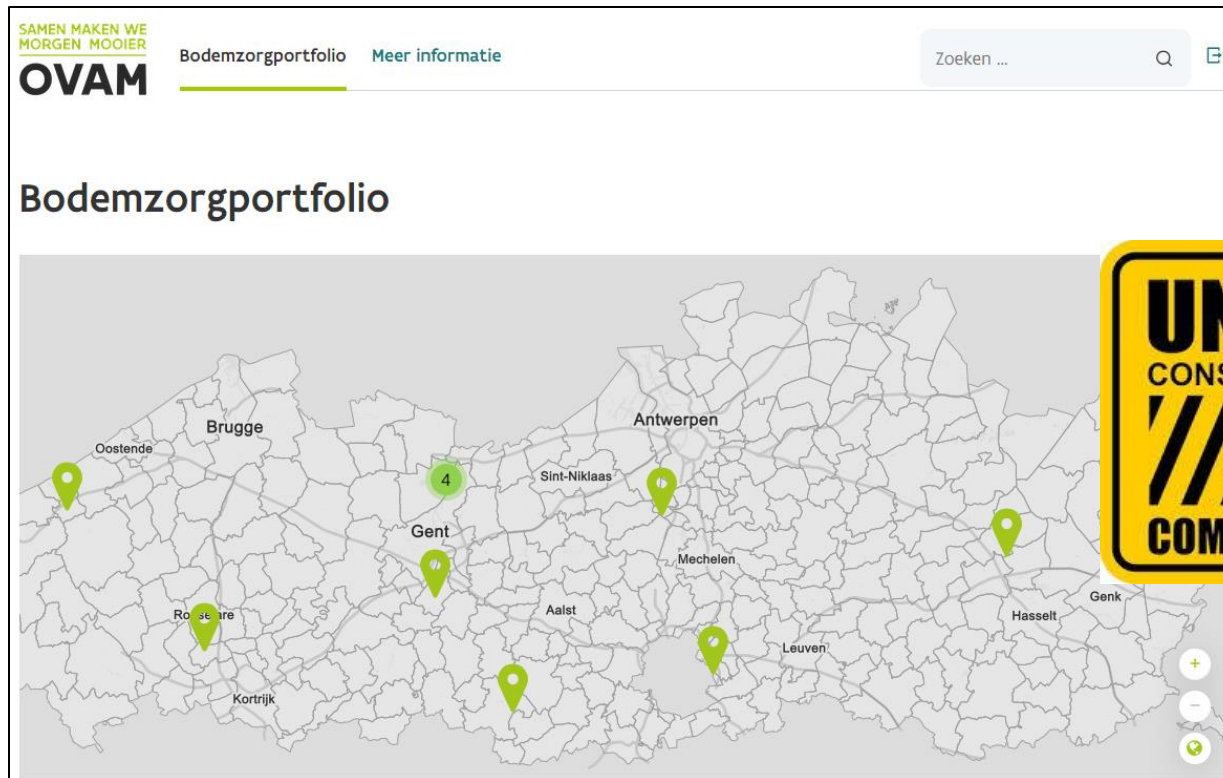 SAMEN MAKEN WE
MORGEN MOOIER
OVAM
Bodemzorgportfolio Meer informatie
Zoeken ...
Bodemzorgportfolio
Antwerpen
Brugge
Oostende
Sint-Niklaas
4
Gent
Mechelen
Genk
Aalst
Hasselt
Leuven
Kortrijk
CONS
COM